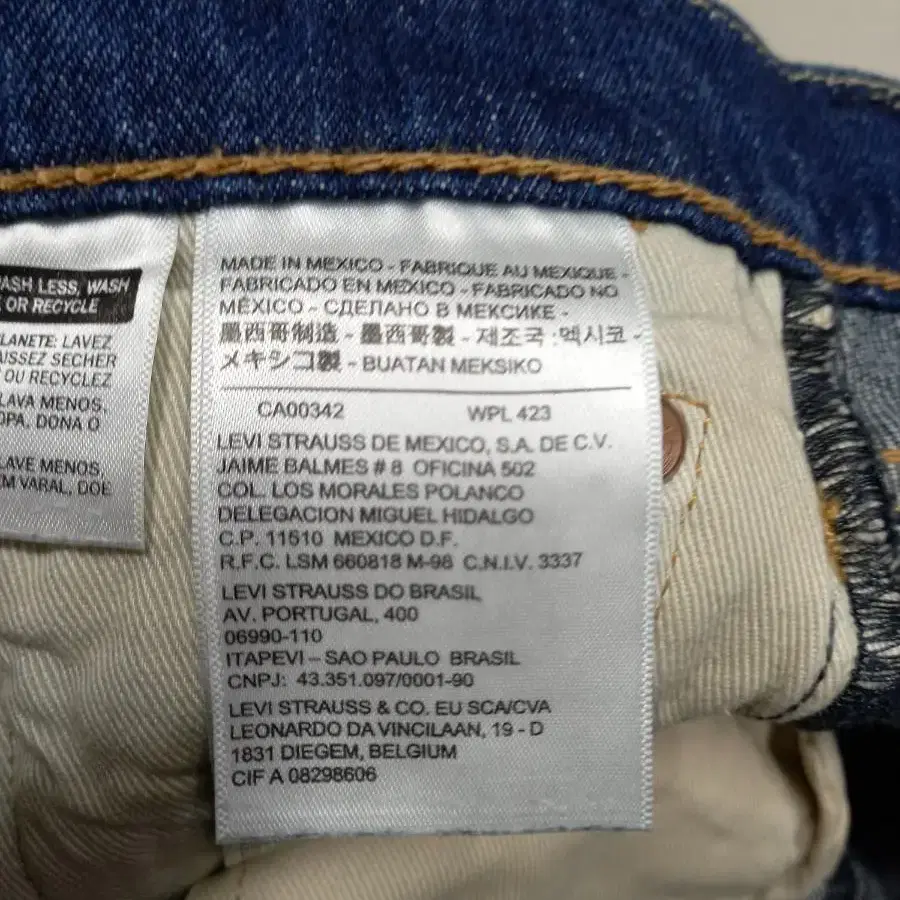 ASH LESS, WASH
OR RECYCLE
LANETE: LAVEZ
AISSEZ SECHER
OU RECYCLEZ
LAVA MENOS,
OPA, DONA O
LAVE MENOS,
EM VARAL, DOE
MADE IN MEXICO - FABRIQUE AU MEXIQUE -
FABRICADO EN MEXICO - FABRICADO NO
MÉXICO - СДЕЛАНО В МЕКСИКЕ -
墨西哥制造 - 墨西哥製 - 제조국 :멕시코 -
メキシコ製 - BUATAN MEKSIKO
CA00342 WPL 423
LEVI STRAUSS DE MEXICO, S.A. DE C.V.
JAIME BALMES # 8 OFICINA 502
COL. LOS MORALES POLANCO
DELEGACION MIGUEL HIDALGO
C.P. 11510 MEXICO D.F.
R.F.C. LSM 660818 M-98 C.N.I.V. 3337
LEVI STRAUSS DO BRASIL
AV. PORTUGAL, 400
06990-110
ITAPEVI – SAO PAULO BRASIL
CNPJ: 43.351.097/0001-90
LEVI STRAUSS & CO. EU SCA/CVA
LEONARDO DA VINCILAAN, 19 - D
1831 DIEGEM, BELGIUM
CIF A 08298606